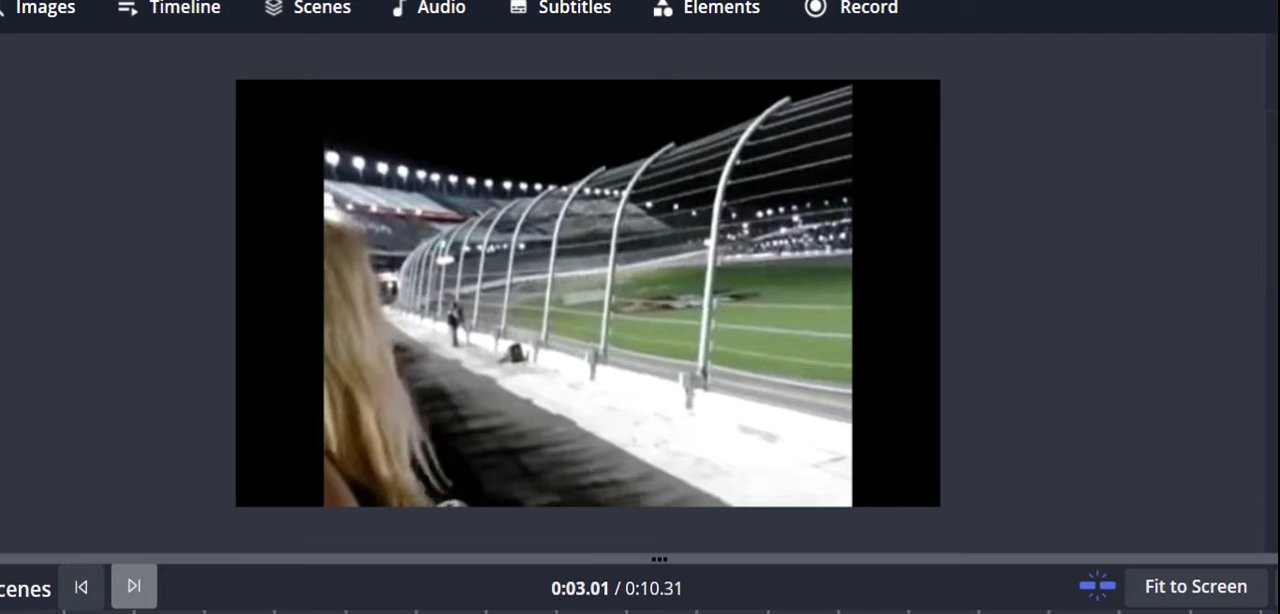 Images Timeline Scenes Audio Subtitles Elements Record
cenes 0:03.01 / 0:10.31 Fit to Screen